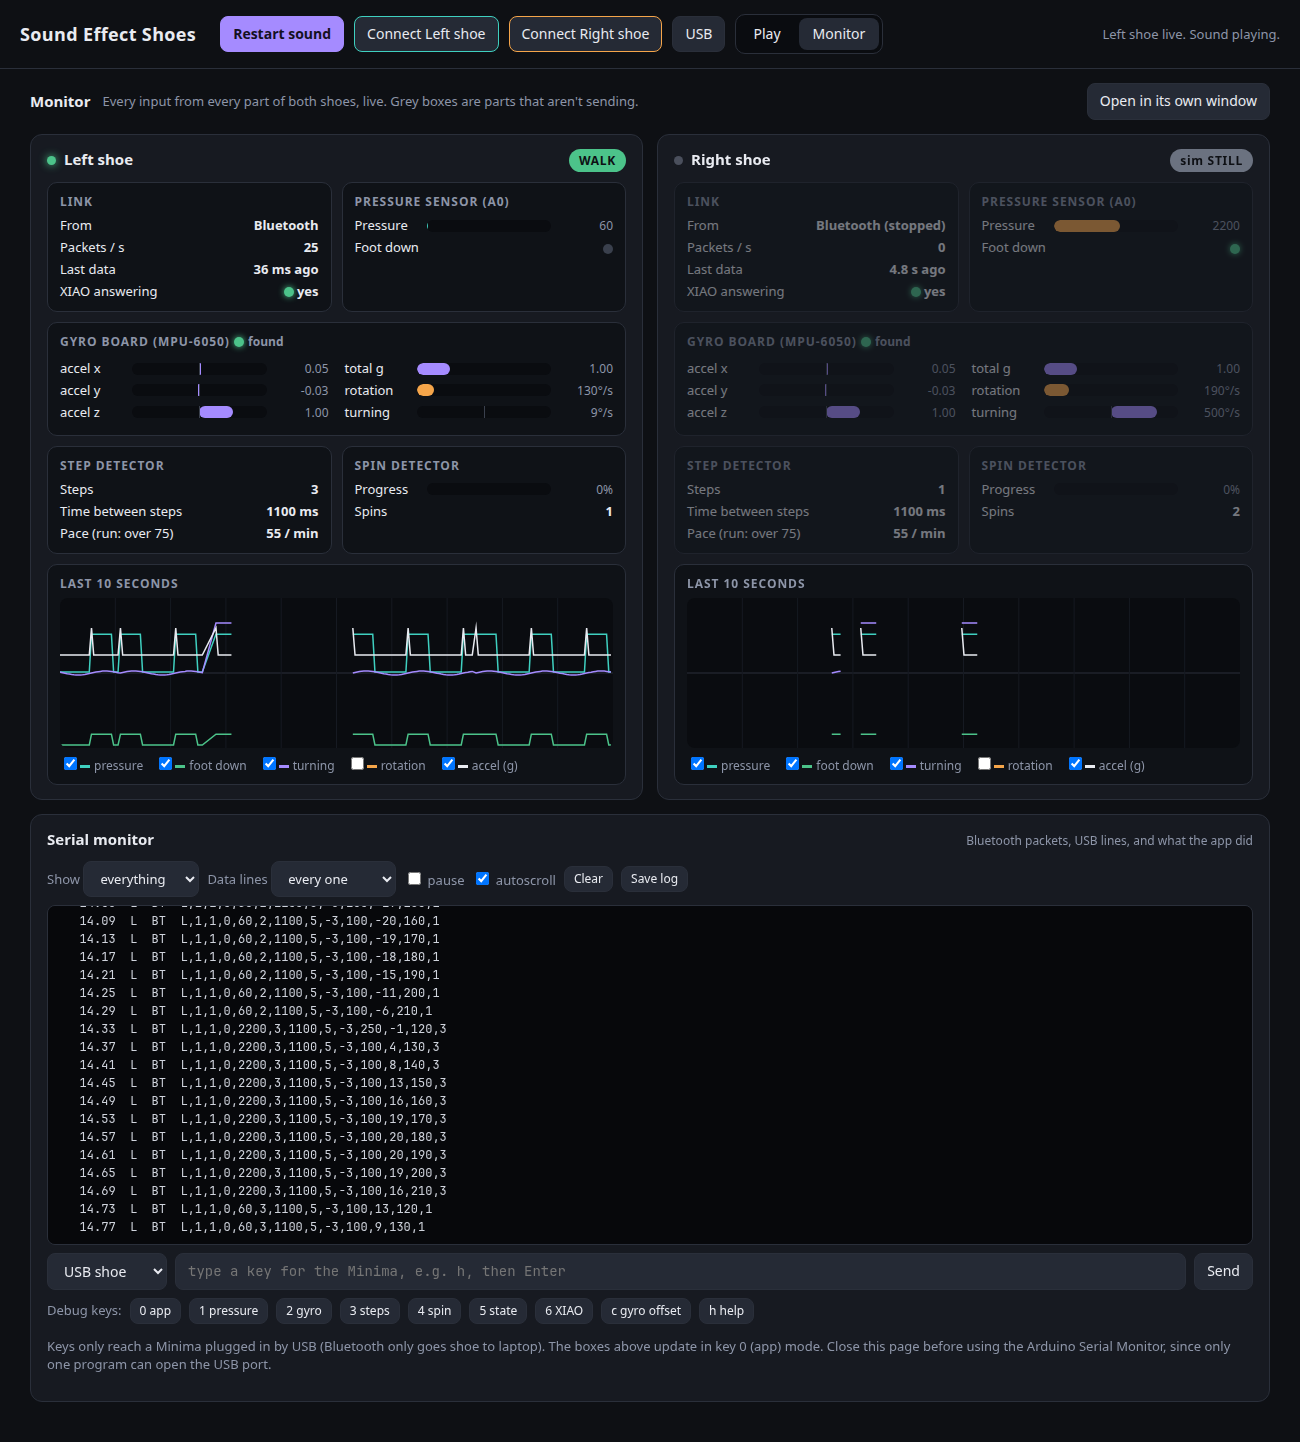 Sound Effect Shoes
Restart sound
Connect Left shoe
Connect Right shoe
USB
Play
Monitor
Left shoe live. Sound playing.
Monitor
Every input from every part of both shoes, live. Grey boxes are parts that aren't sending.
Open in its own window
Left shoe
WALK
LINK
From Bluetooth
Packets / s 25
Last data 36 ms ago
XIAO answering yes
PRESSURE SENSOR (A0)
Pressure 60
Foot down
GYRO BOARD (MPU-6050) found
accel x 0.05 total g 1.00
accel y -0.03 rotation 130°/s
accel z 1.00 turning 9°/s
STEP DETECTOR
Steps 3
Time between steps 1100 ms
Pace (run: over 75) 55 / min
SPIN DETECTOR
Progress 0%
Spins 1
LAST 10 SECONDS
pressure foot down turning rotation accel (g)
Right shoe
sim STILL
LINK
From Bluetooth (stopped)
Packets / s 0
Last data 4.8 s ago
XIAO answering yes
PRESSURE SENSOR (A0)
Pressure 2200
Foot down
GYRO BOARD (MPU-6050) found
accel x 0.05 total g 1.00
accel y -0.03 rotation 190°/s
accel z 1.00 turning 500°/s
STEP DETECTOR
Steps 1
Time between steps 1100 ms
Pace (run: over 75) 55 / min
SPIN DETECTOR
Progress 0%
Spins 2
LAST 10 SECONDS
pressure foot down turning rotation accel (g)
Serial monitor
Bluetooth packets, USB lines, and what the app did
Show everything Data lines every one pause autoscroll Clear Save log
14.09 L BT L,1,1,0,60,2,1100,5,-3,100,-20,160,1
14.13 L BT L,1,1,0,60,2,1100,5,-3,100,-19,170,1
14.17 L BT L,1,1,0,60,2,1100,5,-3,100,-18,180,1
14.21 L BT L,1,1,0,60,2,1100,5,-3,100,-15,190,1
14.25 L BT L,1,1,0,60,2,1100,5,-3,100,-11,200,1
14.29 L BT L,1,1,0,60,2,1100,5,-3,100,-6,210,1
14.33 L BT L,1,1,0,2200,3,1100,5,-3,250,-1,120,3
14.37 L BT L,1,1,0,2200,3,1100,5,-3,100,4,130,3
14.41 L BT L,1,1,0,2200,3,1100,5,-3,100,8,140,3
14.45 L BT L,1,1,0,2200,3,1100,5,-3,100,13,150,3
14.49 L BT L,1,1,0,2200,3,1100,5,-3,100,16,160,3
14.53 L BT L,1,1,0,2200,3,1100,5,-3,100,19,170,3
14.57 L BT L,1,1,0,2200,3,1100,5,-3,100,20,180,3
14.61 L BT L,1,1,0,2200,3,1100,5,-3,100,20,190,3
14.65 L BT L,1,1,0,2200,3,1100,5,-3,100,19,200,3
14.69 L BT L,1,1,0,2200,3,1100,5,-3,100,16,210,3
14.73 L BT L,1,1,0,60,3,1100,5,-3,100,13,120,1
14.77 L BT L,1,1,0,60,3,1100,5,-3,100,9,130,1
USB shoe
type a key for the Minima, e.g. h, then Enter
Send
Debug keys: 0 app 1 pressure 2 gyro 3 steps 4 spin 5 state 6 XIAO c gyro offset h help
Keys only reach a Minima plugged in by USB (Bluetooth only goes shoe to laptop). The boxes above update in key 0 (app) mode. Close this page before using the Arduino Serial Monitor, since only
one program can open the USB port.